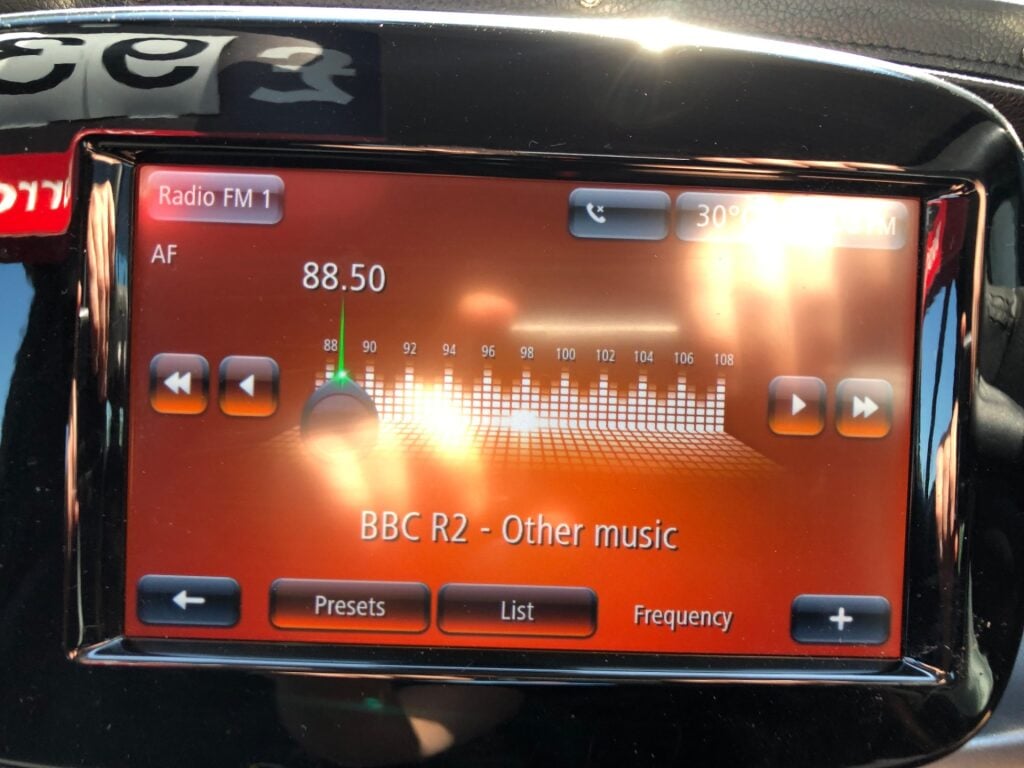 Radio FM 1
30°
AF
88.50
88 90 92 94 96 98 100 102 104 106 108
BBC R2 - Other music
Presets List Frequency +